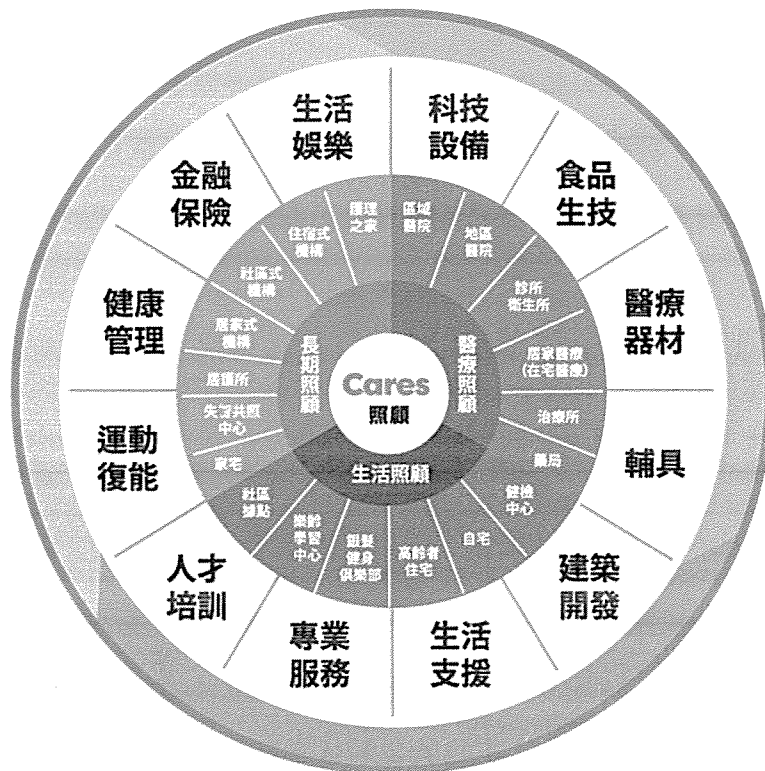 生活
娛樂
科技
設備
食品
生技
醫療
器材
輔具
建築
開發
生活
支援
專業
服務
人才
培訓
運動
復能
健康
管理
金融
保險
護理
之家
區域
醫院
地區
醫院
診所
衛生所
居家醫療
(在宅醫療)
治療所
藥局
健檢
中心
自宅
高齡者
住宅
銀髮
健身
俱樂部
樂齡
學習
中心
社區
據點
家宅
失智共照
中心
居護所
居家式
機構
社區式
機構
住宿式
機構
長期照顧
醫療照顧
生活照顧
Cares
照顧